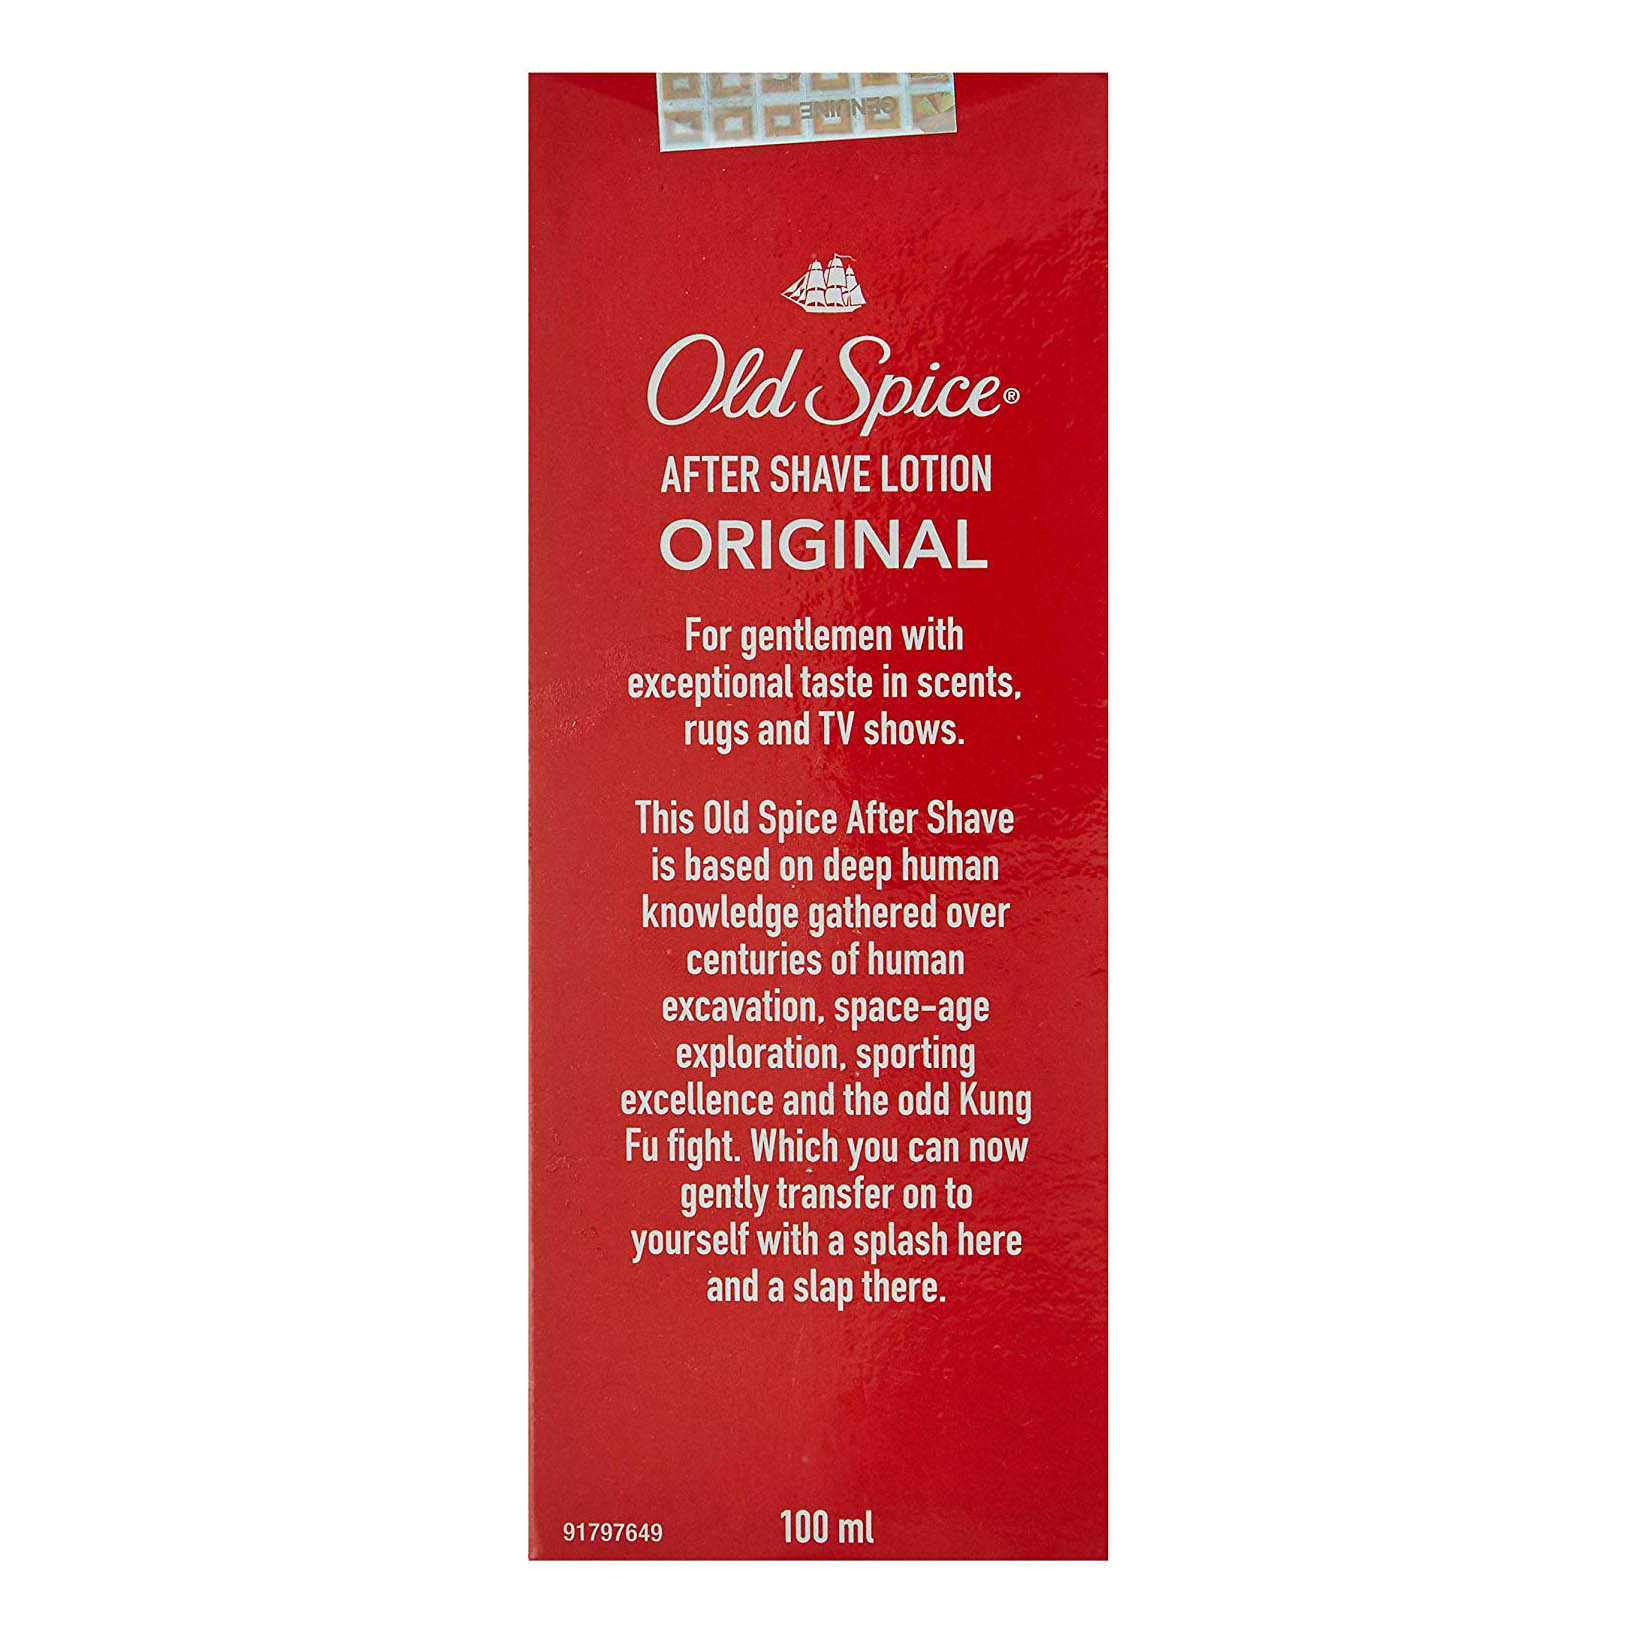 GENUINE
Old Spice®
AFTER SHAVE LOTION
ORIGINAL
For gentlemen with
exceptional taste in scents,
rugs and TV shows.
This Old Spice After Shave
is based on deep human
knowledge gathered over
centuries of human
excavation, space-age
exploration, sporting
excellence and the odd Kung
Fu fight. Which you can now
gently transfer on to
yourself with a splash here
and a slap there.
91797649
100 ml